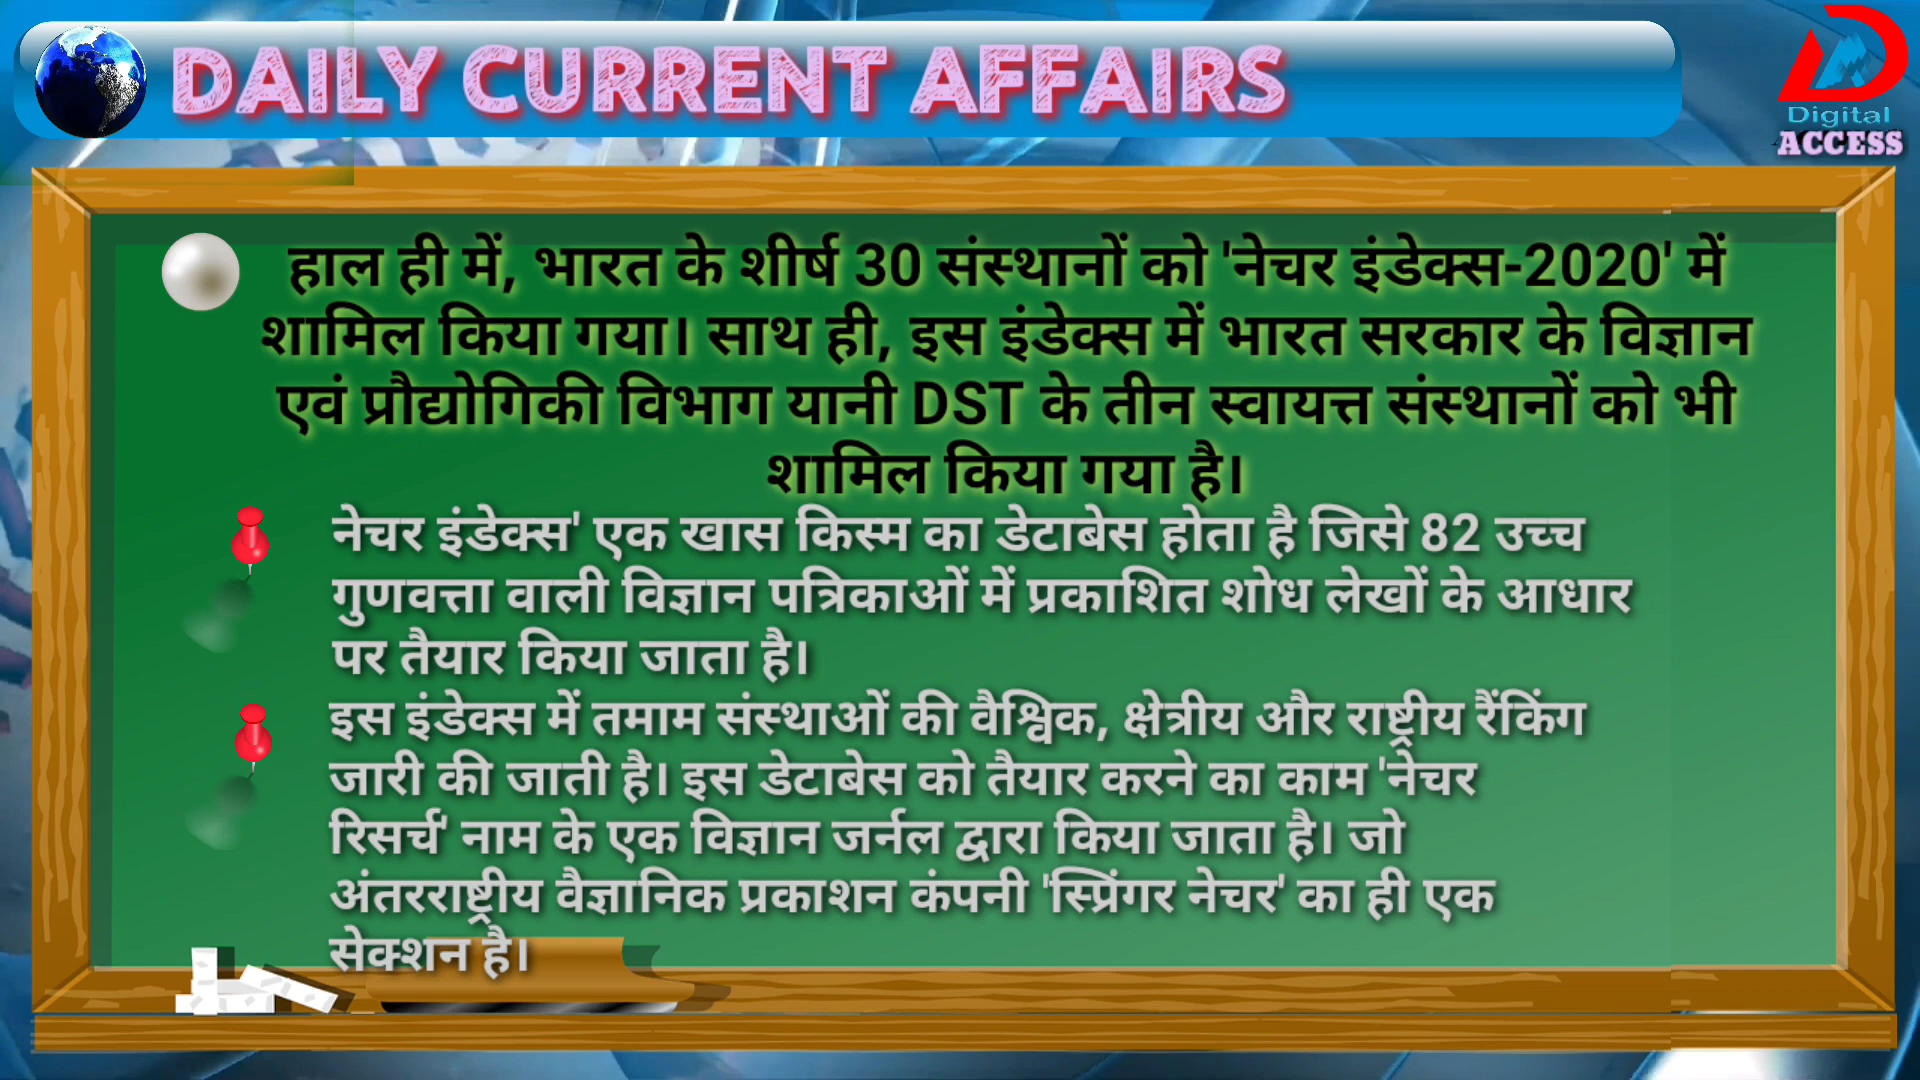 DAILY CURRENT AFFAIRS
Digital
ACCESS
हाल ही में, भारत के शीर्ष 30 संस्थानों को 'नेचर इंडेक्स-2020' में
शामिल किया गया। साथ ही, इस इंडेक्स में भारत सरकार के विज्ञान
एवं प्रौद्योगिकी विभाग यानी DST के तीन स्वायत्त संस्थानों को भी
शामिल किया गया है।
नेचर इंडेक्स' एक खास किस्म का डेटाबेस होता है जिसे 82 उच्च
गुणवत्ता वाली विज्ञान पत्रिकाओं में प्रकाशित शोध लेखों के आधार
पर तैयार किया जाता है।
इस इंडेक्स में तमाम संस्थाओं की वैश्विक, क्षेत्रीय और राष्ट्रीय रैंकिंग
जारी की जाती है। इस डेटाबेस को तैयार करने का काम 'नेचर
रिसर्च' नाम के एक विज्ञान जर्नल द्वारा किया जाता है। जो
अंतरराष्ट्रीय वैज्ञानिक प्रकाशन कंपनी 'स्प्रिंगर नेचर' का ही एक
सेक्शन है।